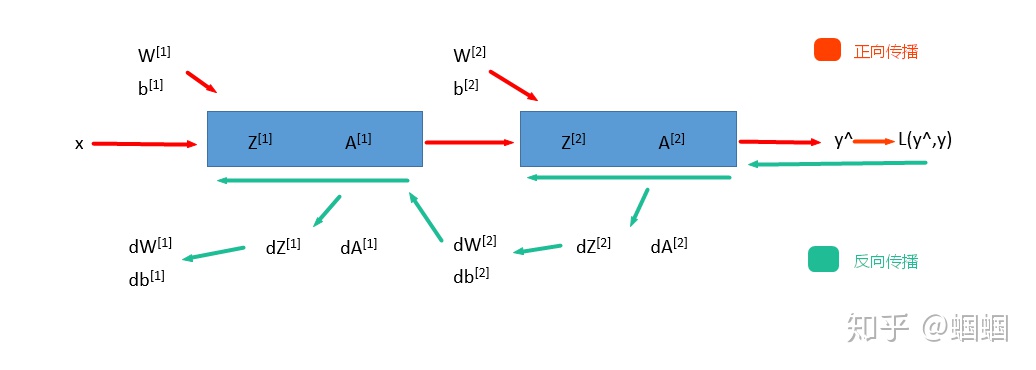 W[1] W[2] 正向传播
b[1] b[2]
x Z[1] A[1] Z[2] A[2] y^ L(y^,y)
dW[1] dZ[1] dA[1] dW[2] dZ[2] dA[2]
db[1] db[2] 反向传播
知乎 @蝈蝈